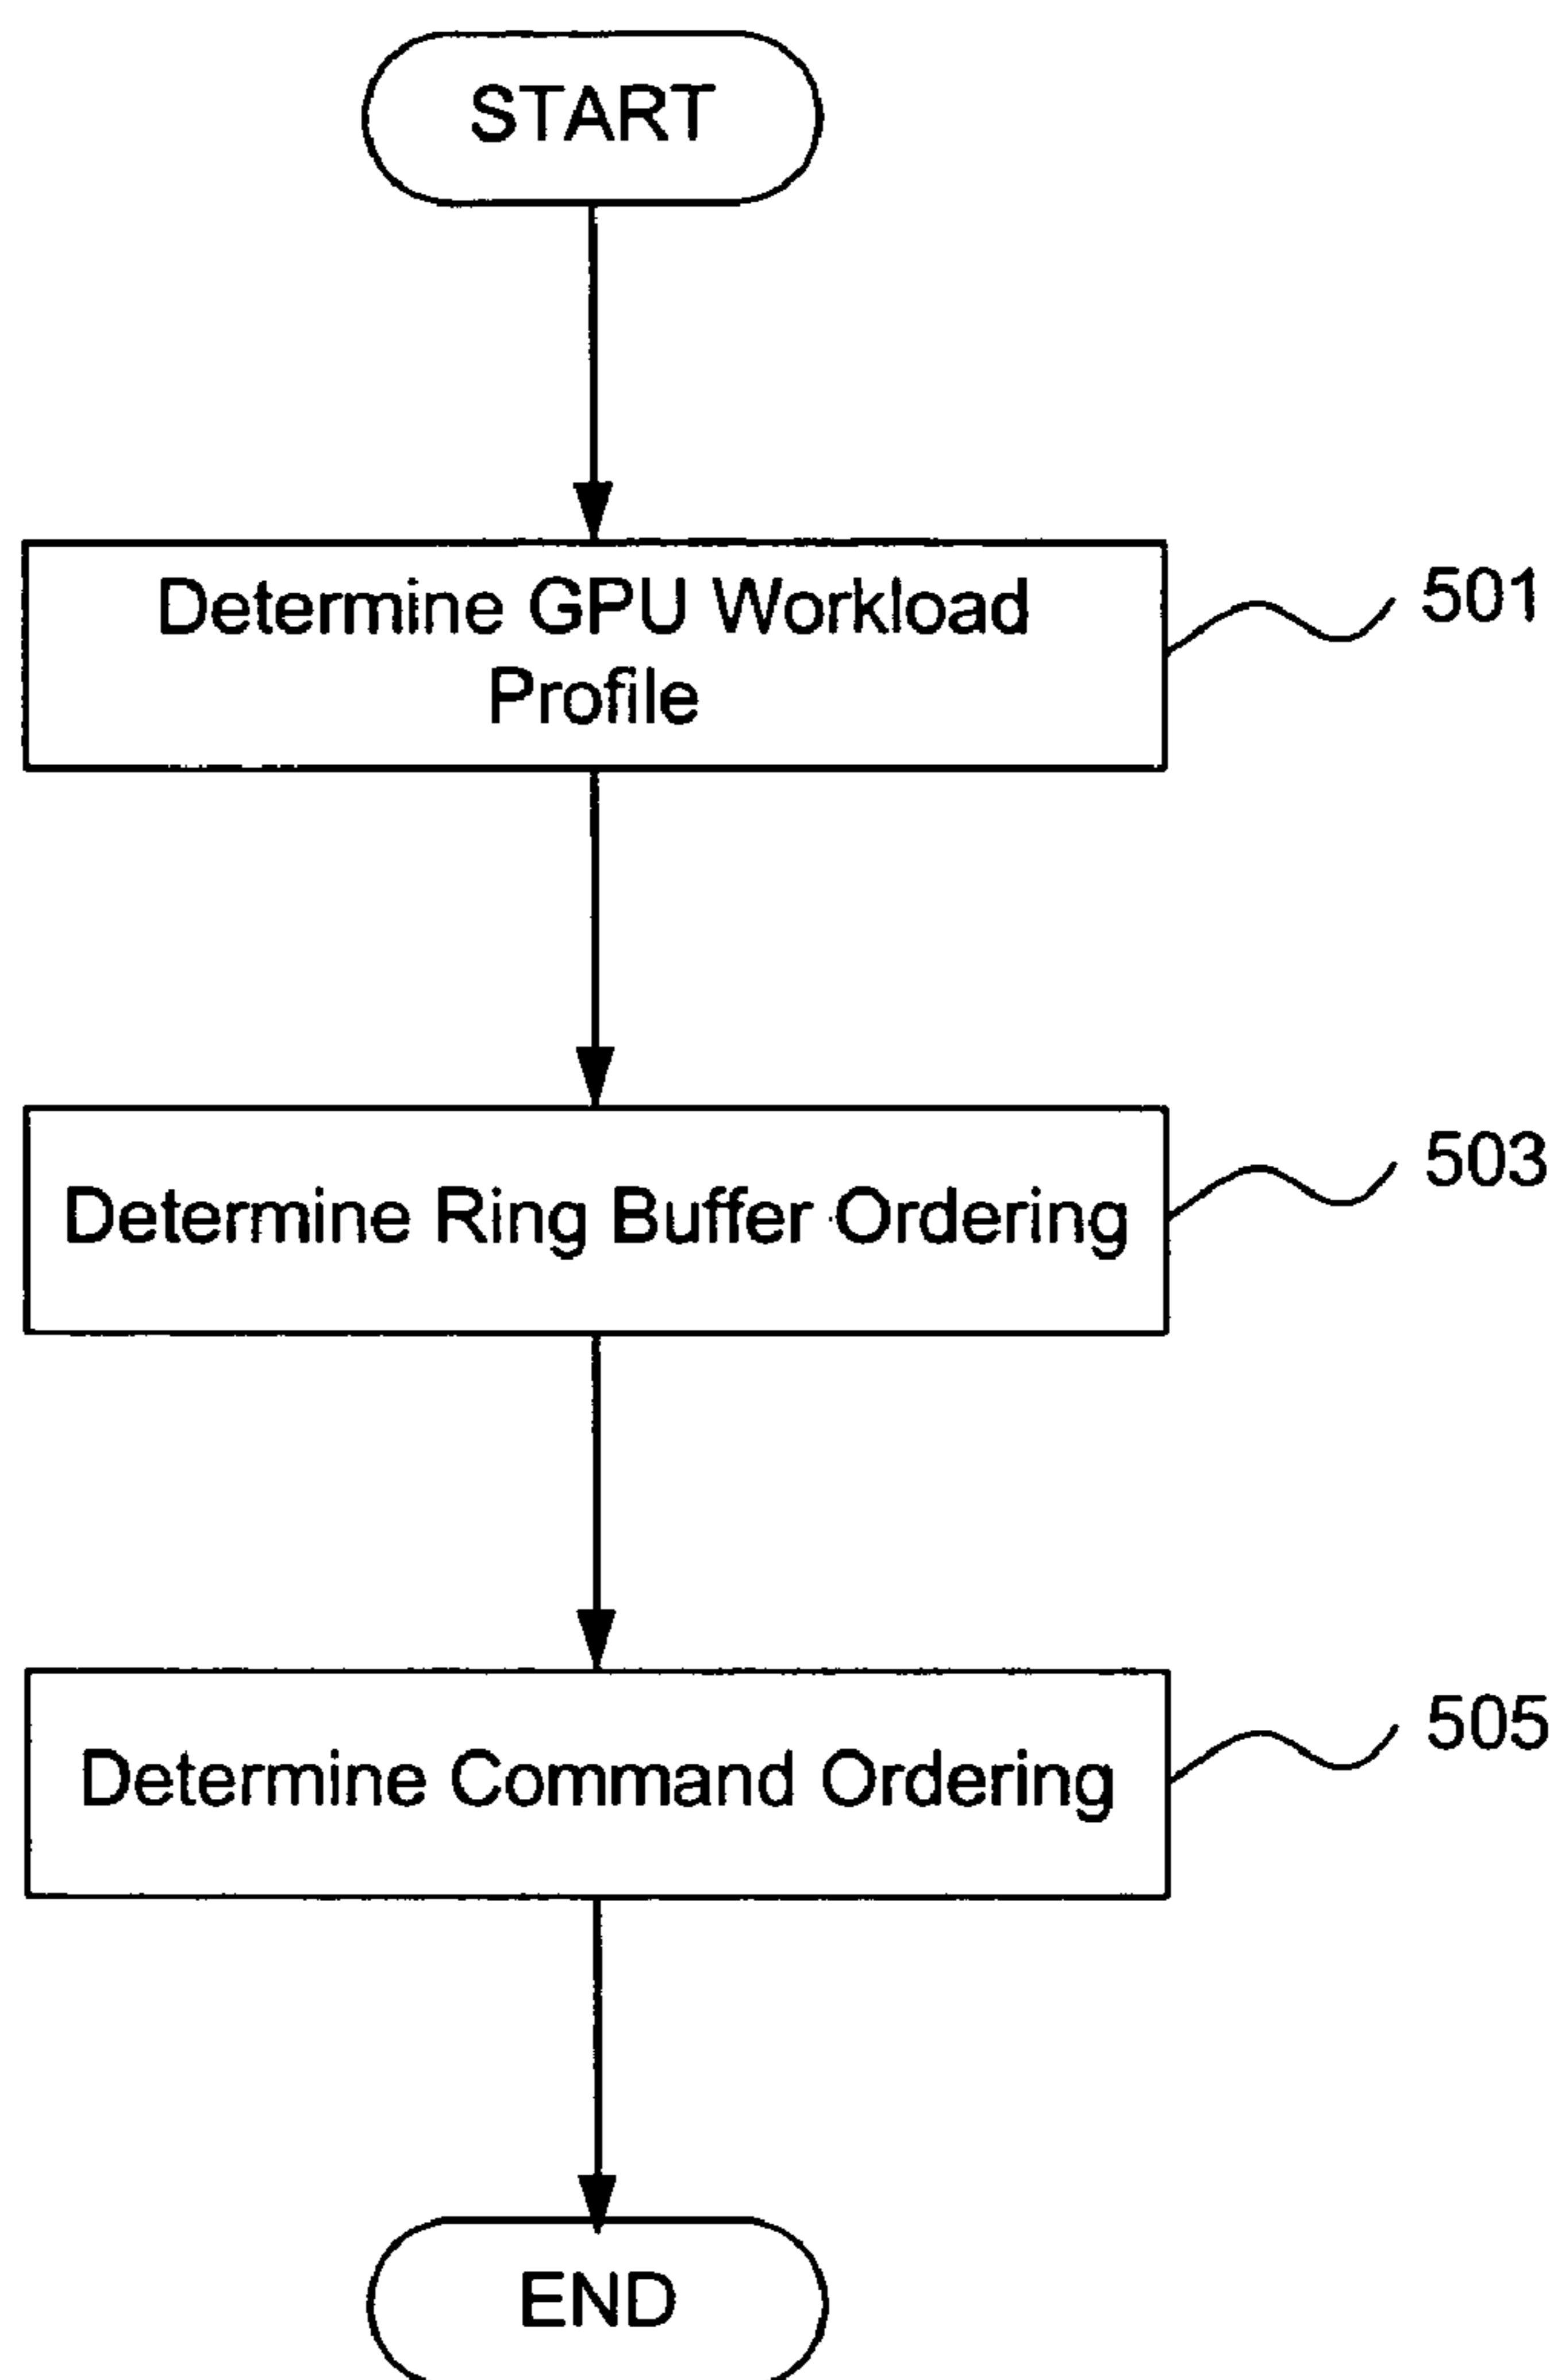 START
Determine GPU Workload
Profile
501
Determine Ring Buffer Ordering
503
Determine Command Ordering
505
END